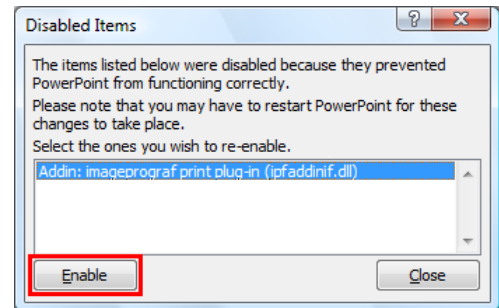 Disabled Items
The items listed below were disabled because they prevented
PowerPoint from functioning correctly.
Please note that you may have to restart PowerPoint for these
changes to take place.
Select the ones you wish to re-enable.
Addin: imageprograf print plug-in (ipfaddinif.dll)
Enable
Close